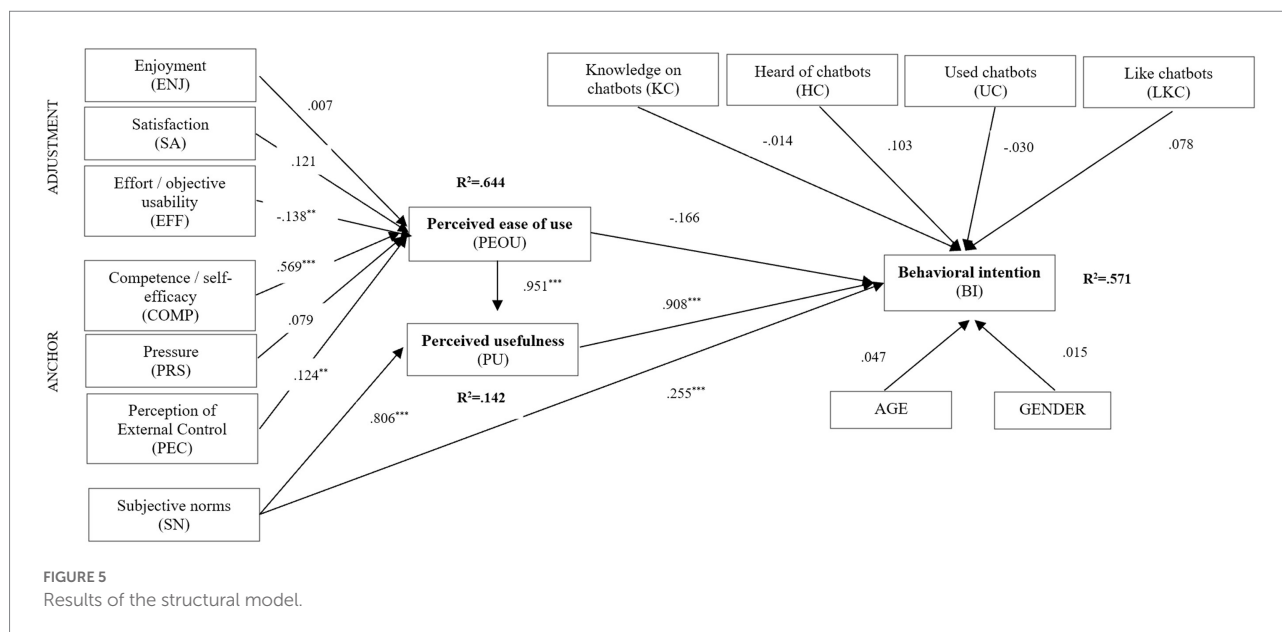 ADJUSTMENT
Enjoyment
(ENJ)
Satisfaction
(SA)
Effort / objective
usability
(EFF)
ANCHOR
Competence / self-
efficacy
(COMP)
Pressure
(PRS)
Perception of
External Control
(PEC)
Subjective norms
(SN)
.007
.121
-.138**
.569***
.079
.124**
.806***
R²=.644
Perceived ease of use
(PEOU)
.951***
Perceived usefulness
(PU)
R²=.142
-.166
.908***
.255***
Knowledge on
chatbots (KC)
Heard of chatbots
(HC)
Used chatbots
(UC)
Like chatbots
(LKC)
-.014
.103
-.030
.078
Behavioral intention
(BI)
R²=.571
.047
.015
AGE
GENDER
FIGURE 5
Results of the structural model.